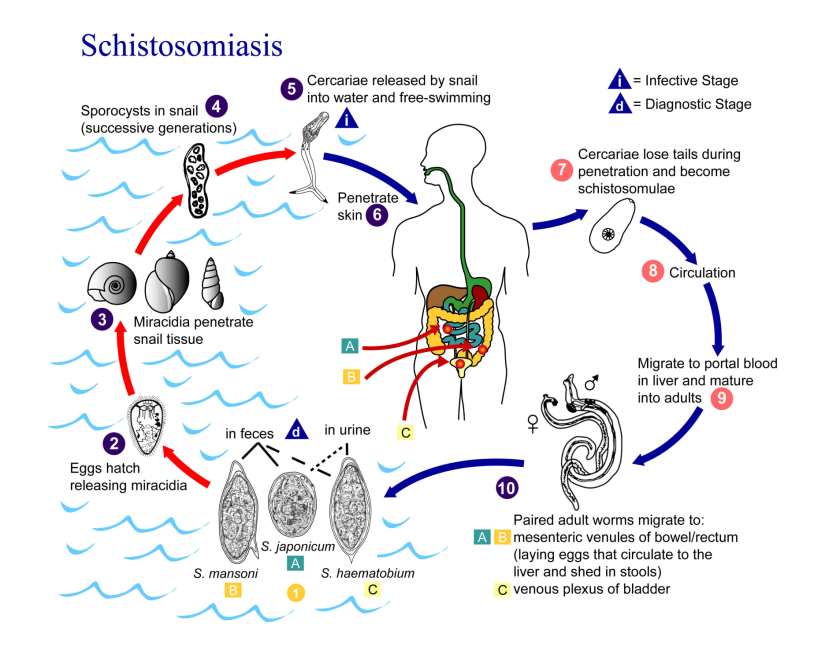 Schistosomiasis
i = Infective Stage
d = Diagnostic Stage
5 Cercariae released by snail
into water and free-swimming
i
Sporocysts in snail 4
(successive generations)
Penetrate
skin 6
7 Cercariae lose tails during
penetration and become
schistosomulae
8 Circulation
3 Miracidia penetrate
snail tissue
A
B
C
Migrate to portal blood
in liver and mature
into adults 9
♂
♀
2
Eggs hatch
releasing miracidia
in feces d in urine
10
S. japonicum
A
S. mansoni
B
1
S. haematobium
C
Paired adult worms migrate to:
A B mesenteric venules of bowel/rectum
(laying eggs that circulate to the
liver and shed in stools)
C venous plexus of bladder